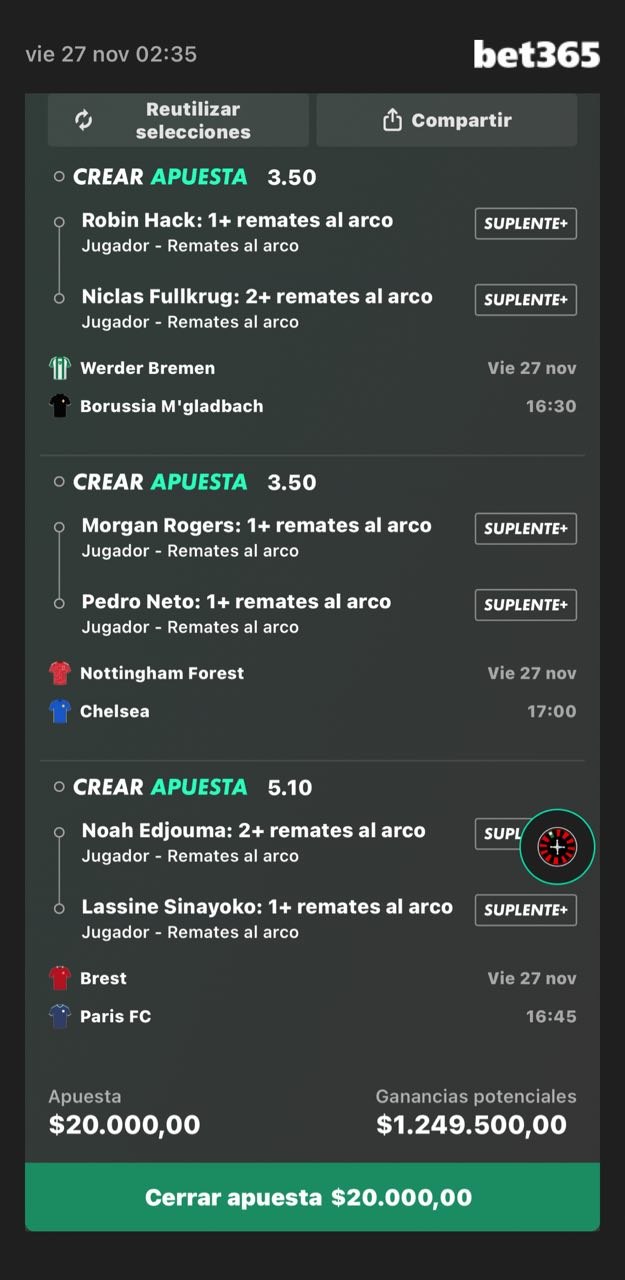 vie 27 nov 02:35
bet365
Reutilizar
selecciones
Compartir
CREAR APUESTA 3.50
Robin Hack: 1+ remates al arco
SUPLENTE+
Jugador - Remates al arco
Niclas Fullkrug: 2+ remates al arco
SUPLENTE+
Jugador - Remates al arco
Werder Bremen
Vie 27 nov
Borussia M'gladbach
16:30
CREAR APUESTA 3.50
Morgan Rogers: 1+ remates al arco
SUPLENTE+
Jugador - Remates al arco
Pedro Neto: 1+ remates al arco
SUPLENTE+
Jugador - Remates al arco
Nottingham Forest
Vie 27 nov
Chelsea
17:00
CREAR APUESTA 5.10
Noah Edjouma: 2+ remates al arco
SUPL
Jugador - Remates al arco
Lassine Sinayoko: 1+ remates al arco
SUPLENTE+
Jugador - Remates al arco
Brest
Vie 27 nov
Paris FC
16:45
Apuesta
Ganancias potenciales
$20.000,00
$1.249.500,00
Cerrar apuesta $20.000,00